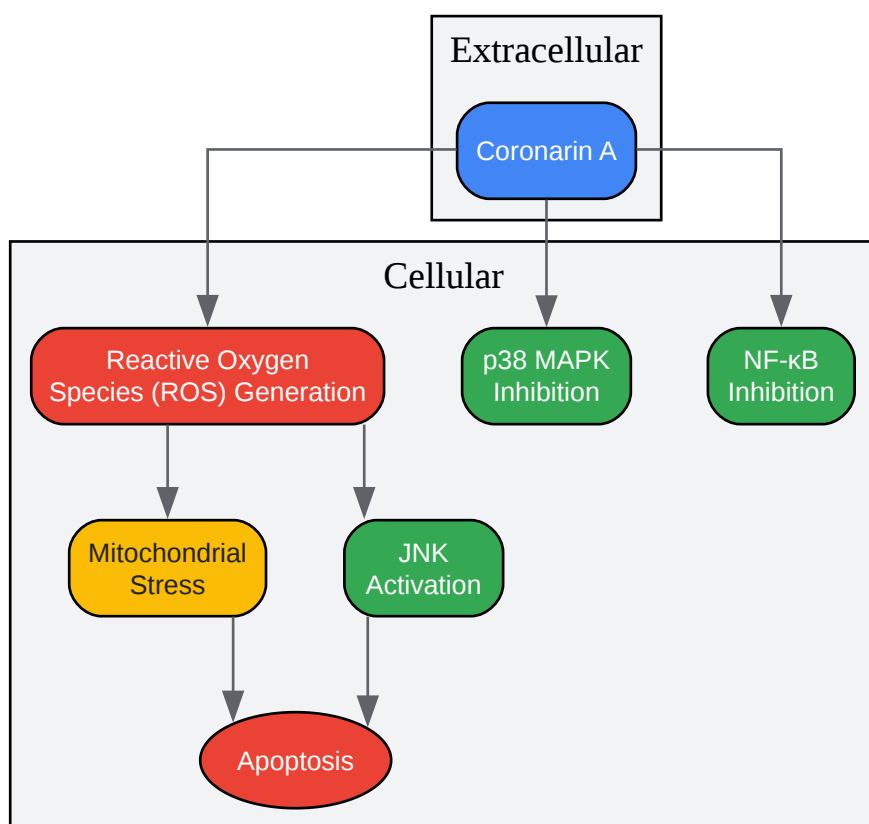 Extracellular
Coronarin A
Cellular
Reactive Oxygen
Species (ROS) Generation
p38 MAPK
Inhibition
NF-κB
Inhibition
Mitochondrial
Stress
JNK
Activation
Apoptosis